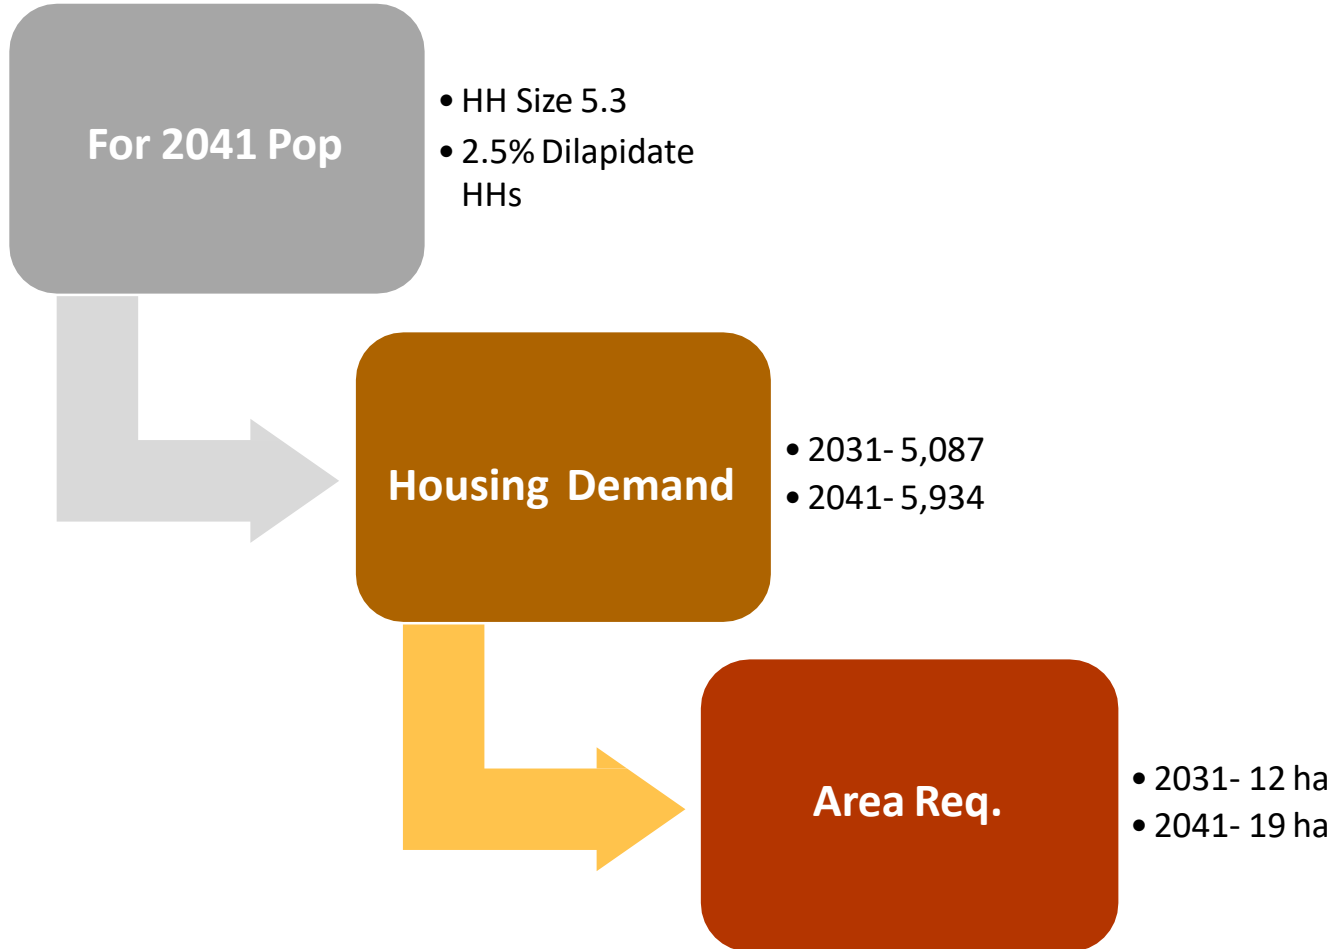 For 2041 Pop
• HH Size 5.3
• 2.5% Dilapidate
HHs
Housing Demand
• 2031- 5,087
• 2041- 5,934
Area Req.
• 2031- 12 ha
• 2041- 19 ha